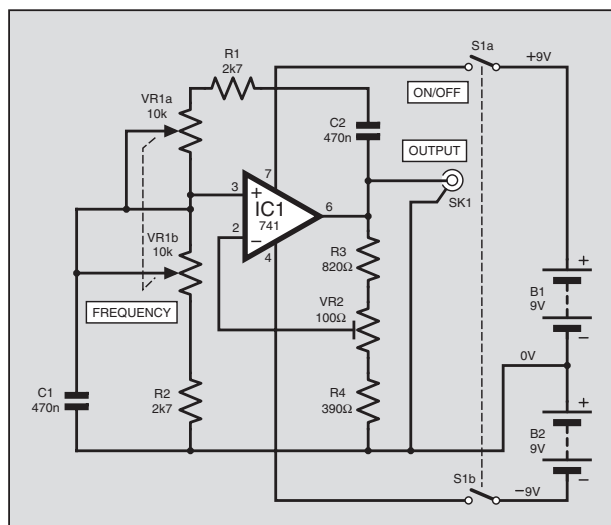 S1a
+9V
R1
2k7
ON/OFF
VR1a
10k
C2
470n
OUTPUT
7
3
+
IC1
741
6
SK1
2
−
4
VR1b
10k
R3
820Ω
+
B1
9V
−
FREQUENCY
VR2
100Ω
0V
C1
470n
R2
2k7
R4
390Ω
+
B2
9V
−
S1b
−9V